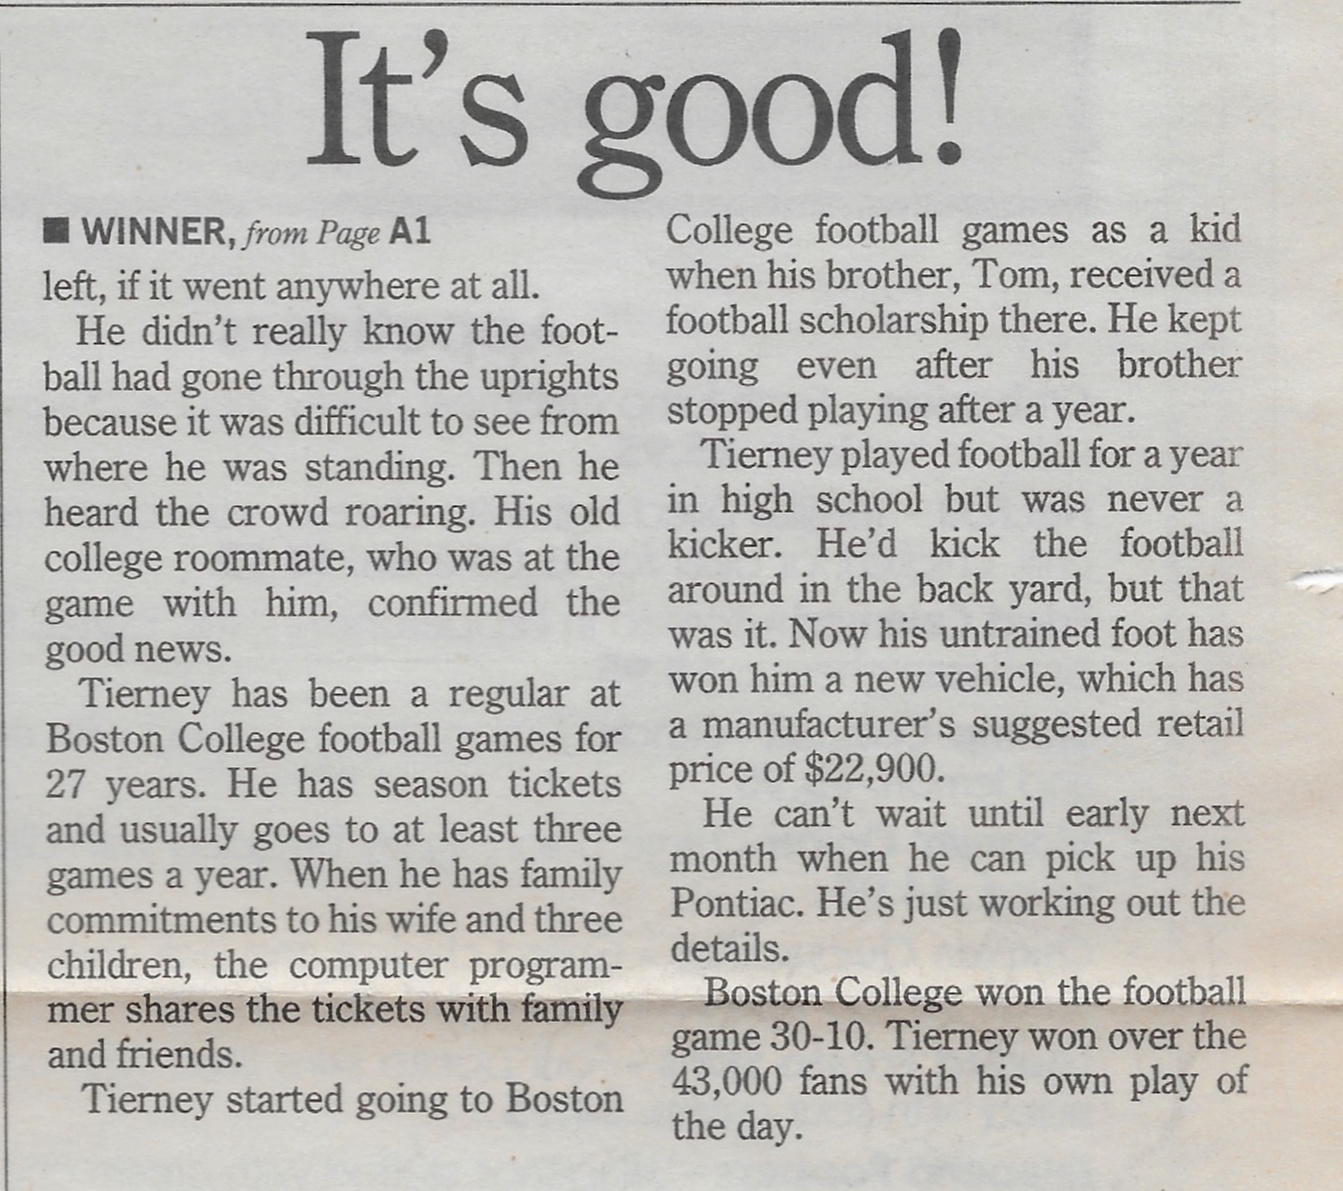 It's good!
■ WINNER, from Page A1
left, if it went anywhere at all.
He didn't really know the foot-
ball had gone through the uprights
because it was difficult to see from
where he was standing. Then he
heard the crowd roaring. His old
college roommate, who was at the
game with him, confirmed the
good news.
Tierney has been a regular at
Boston College football games for
27 years. He has season tickets
and usually goes to at least three
games a year. When he has family
commitments to his wife and three
children, the computer program-
mer shares the tickets with family
and friends.
Tierney started going to Boston
College football games as a kid
when his brother, Tom, received a
football scholarship there. He kept
going even after his brother
stopped playing after a year.
Tierney played football for a year
in high school but was never a
kicker. He'd kick the football
around in the back yard, but that
was it. Now his untrained foot has
won him a new vehicle, which has
a manufacturer's suggested retail
price of $22,900.
He can't wait until early next
month when he can pick up his
Pontiac. He's just working out the
details.
Boston College won the football
game 30-10. Tierney won over the
43,000 fans with his own play of
the day.